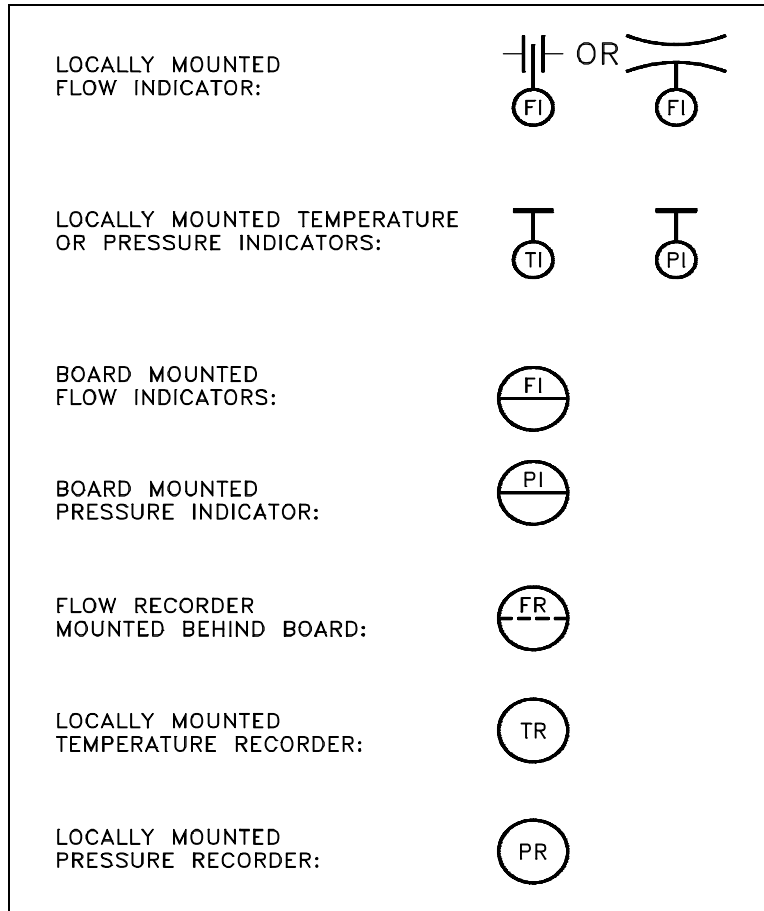 LOCALLY MOUNTED
FLOW INDICATOR:
OR
FI FI
LOCALLY MOUNTED TEMPERATURE
OR PRESSURE INDICATORS:
TI PI
BOARD MOUNTED
FLOW INDICATORS:
FI
BOARD MOUNTED
PRESSURE INDICATOR:
PI
FLOW RECORDER
MOUNTED BEHIND BOARD:
FR
LOCALLY MOUNTED
TEMPERATURE RECORDER:
TR
LOCALLY MOUNTED
PRESSURE RECORDER:
PR